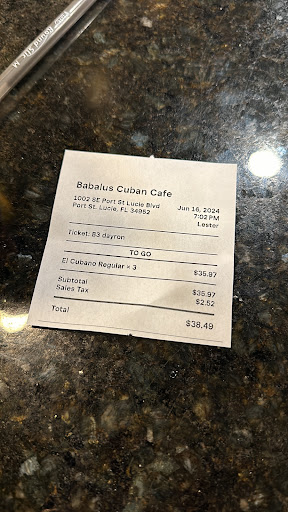 Babalus Cuban Cafe
1002 SE Port St Lucie Blvd
Port St. Lucie, FL 34952
Jun 16, 2024
7:02 PM
Lester
Ticket: 83 dayron
TO GO
El Cubano Regular × 3 $35.97
Subtotal $35.97
Sales Tax $2.52
Total $38.49